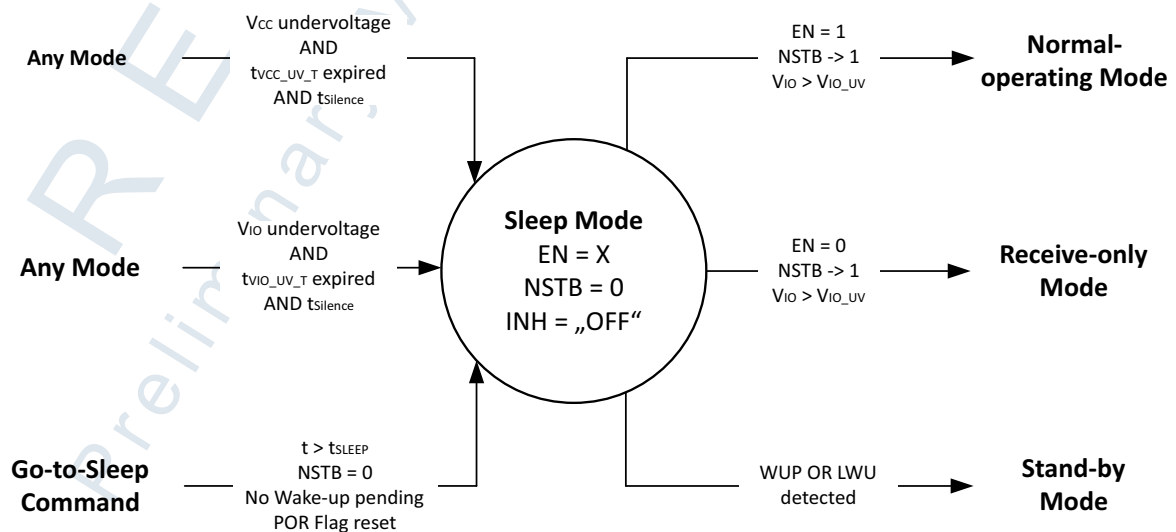 Any Mode
VCC undervoltage
AND
tVCC_UV_T expired
AND tSilence
EN = 1
NSTB -> 1
VIO > VIO_UV
Normal-
operating Mode
Any Mode
VIO undervoltage
AND
tVIO_UV_T expired
AND tSilence
Sleep Mode
EN = X
NSTB = 0
INH = „OFF“
EN = 0
NSTB -> 1
VIO > VIO_UV
Receive-only
Mode
Go-to-Sleep
Command
t > tSLEEP
NSTB = 0
No Wake-up pending
POR Flag reset
WUP OR LWU
detected
Stand-by
Mode
R E
Preliminary